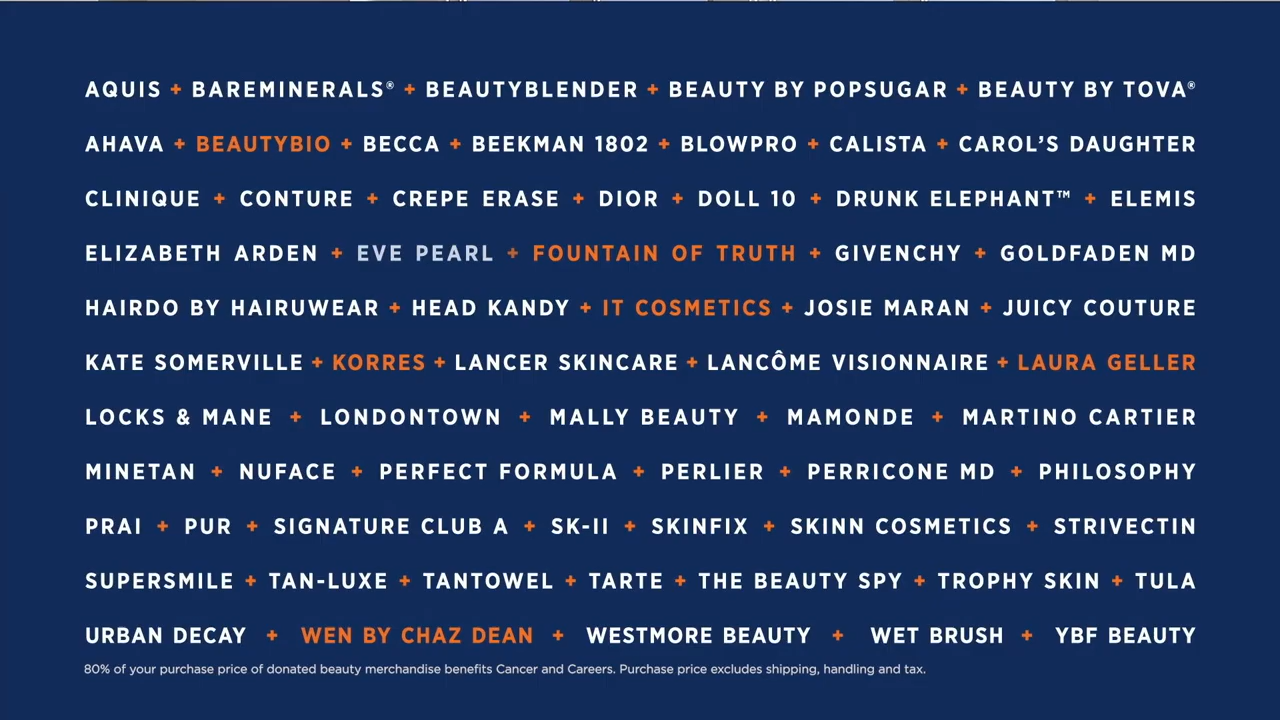 AQUIS + BAREMINERALS® + BEAUTYBLENDER + BEAUTY BY POPSUGAR + BEAUTY BY TOVA®
AHAVA + BEAUTYBIO + BECCA + BEEKMAN 1802 + BLOWPRO + CALISTA + CAROL'S DAUGHTER
CLINIQUE + CONTURE + CREPE ERASE + DIOR + DOLL 10 + DRUNK ELEPHANT™ + ELEMIS
ELIZABETH ARDEN + EVE PEARL + FOUNTAIN OF TRUTH + GIVENCHY + GOLDFADEN MD
HAIRDO BY HAIRUWEAR + HEAD KANDY + IT COSMETICS + JOSIE MARAN + JUICY COUTURE
KATE SOMERVILLE + KORRES + LANCER SKINCARE + LANCÔME VISIONNAIRE + LAURA GELLER
LOCKS & MANE + LONDONTOWN + MALLY BEAUTY + MAMONDE + MARTINO CARTIER
MINETAN + NUFACE + PERFECT FORMULA + PERLIER + PERRICONE MD + PHILOSOPHY
PRAI + PUR + SIGNATURE CLUB A + SK-II + SKINFIX + SKINN COSMETICS + STRIVECTIN
SUPERSMILE + TAN-LUXE + TANTOWEL + TARTE + THE BEAUTY SPY + TROPHY SKIN + TULA
URBAN DECAY + WEN BY CHAZ DEAN + WESTMORE BEAUTY + WET BRUSH + YBF BEAUTY
80% of your purchase price of donated beauty merchandise benefits Cancer and Careers. Purchase price excludes shipping, handling and tax.